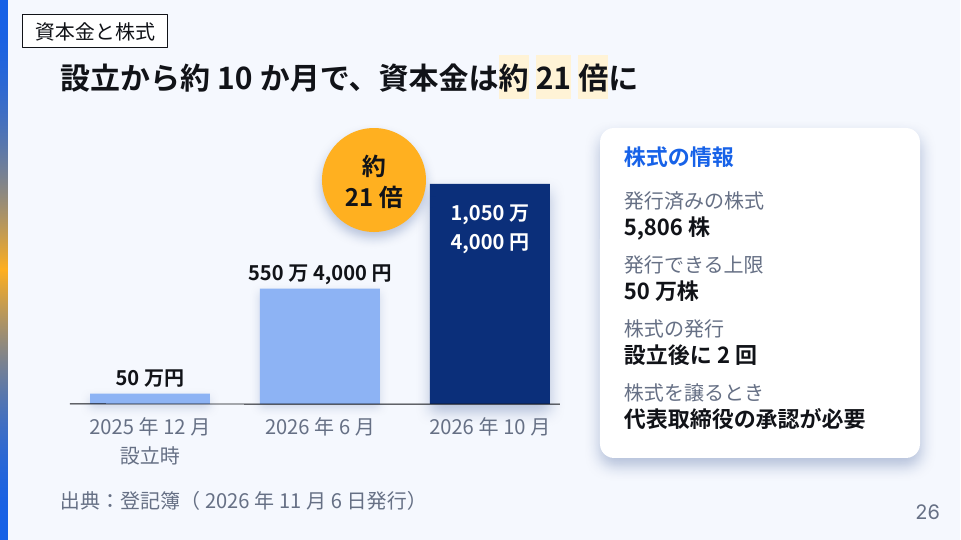 資本金と株式
設立から約 10 か月で、資本金は約 21 倍に
約
21 倍
1,050 万
4,000 円
550 万 4,000 円
50 万円
2025 年 12 月
設立時
2026 年 6 月
2026 年 10 月
株式の情報
発行済みの株式
5,806 株
発行できる上限
50 万株
株式の発行
設立後に 2 回
株式を譲るとき
代表取締役の承認が必要
出典：登記簿（ 2026 年 11 月 6 日発行）
26